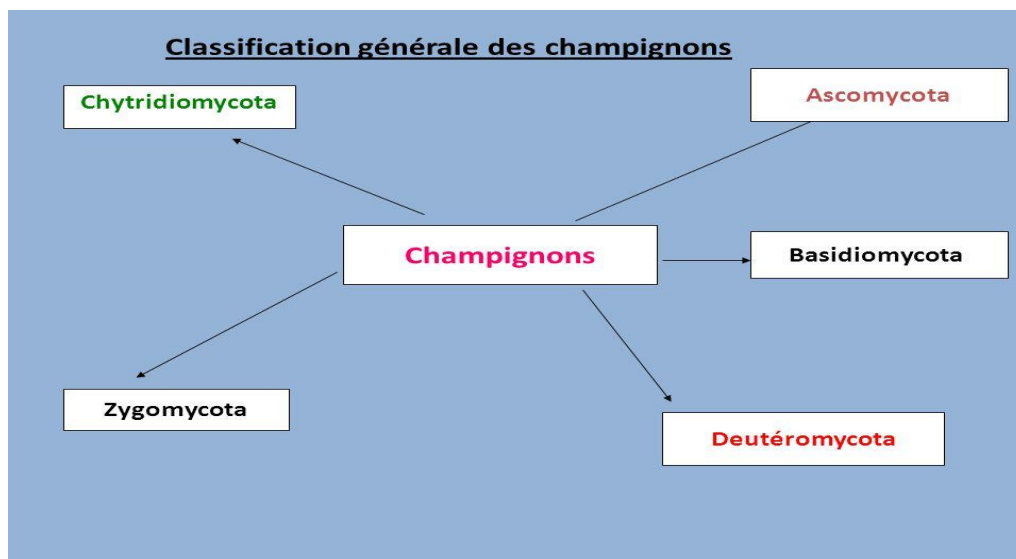 Classification générale des champignons
Chytridiomycota
Ascomycota
Champignons
Basidiomycota
Zygomycota
Deutéromycota